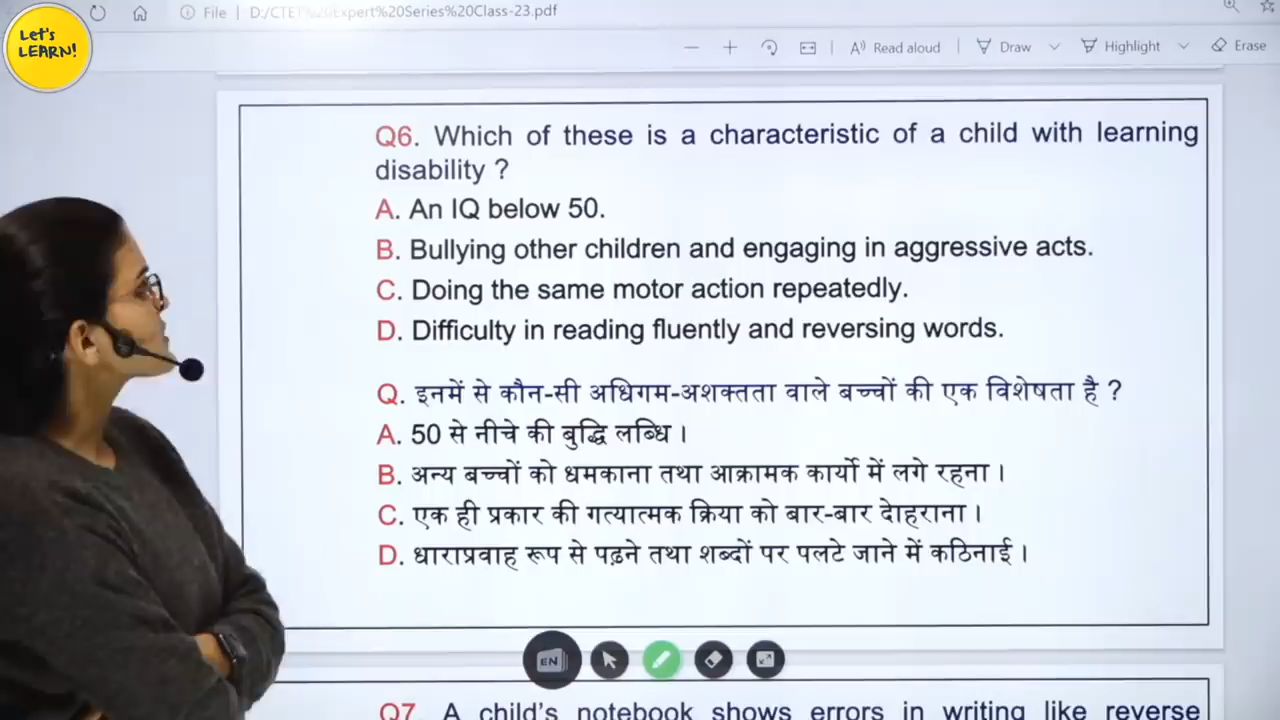 Let's
LEARN!
File | D:/CTET%20Expert%20Series%20Class-23.pdf
Read aloud
Draw
Highlight
Erase
Q6. Which of these is a characteristic of a child with learning
disability ?
A. An IQ below 50.
B. Bullying other children and engaging in aggressive acts.
C. Doing the same motor action repeatedly.
D. Difficulty in reading fluently and reversing words.
Q. इनमें से कौन-सी अधिगम-अशक्तता वाले बच्चों की एक विशेषता है ?
A. 50 से नीचे की बुद्धि लब्धि ।
B. अन्य बच्चों को धमकाना तथा आक्रामक कार्यो में लगे रहना ।
C. एक ही प्रकार की गत्यात्मक क्रिया को बार-बार देाहराना ।
D. धाराप्रवाह रूप से पढ़ने तथा शब्दों पर पलटे जाने में कठिनाई ।
EN
Q7. A child's notebook shows errors in writing like reverse